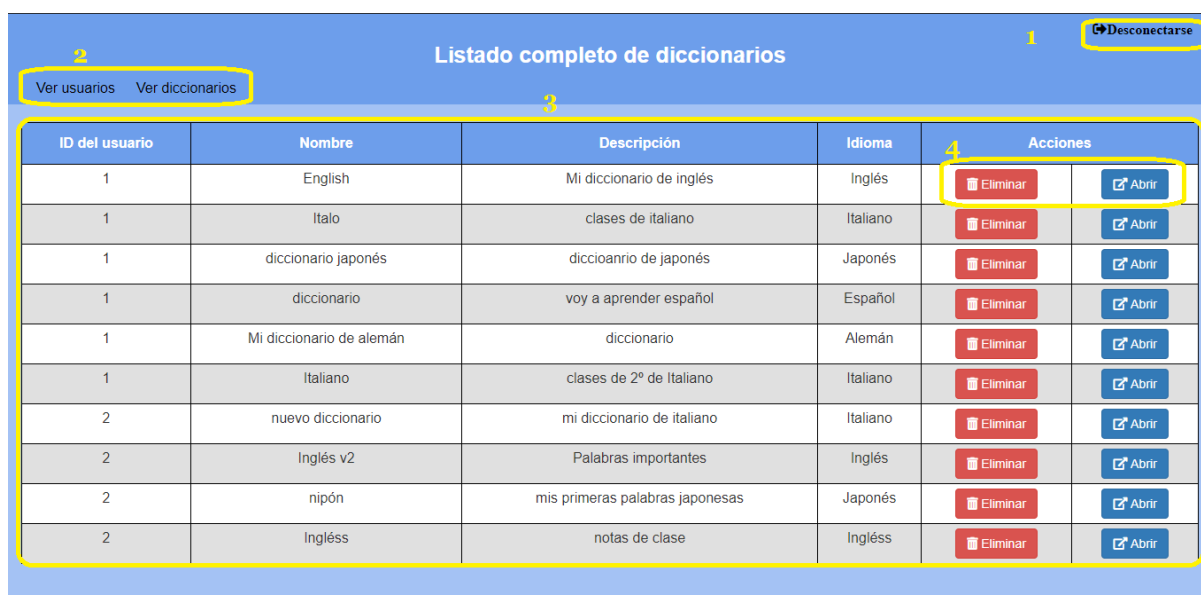 1 Desconectarse
2 Listado completo de diccionarios
Ver usuarios Ver diccionarios
3
ID del usuario Nombre Descripción Idioma 4 Acciones
1 English Mi diccionario de inglés Inglés Eliminar Abrir
1 Italo clases de italiano Italiano Eliminar Abrir
1 diccionario japonés diccioanrio de japonés Japonés Eliminar Abrir
1 diccionario voy a aprender español Español Eliminar Abrir
1 Mi diccionario de alemán diccionario Alemán Eliminar Abrir
1 Italiano clases de 2º de Italiano Italiano Eliminar Abrir
2 nuevo diccionario mi diccionario de italiano Italiano Eliminar Abrir
2 Inglés v2 Palabras importantes Inglés Eliminar Abrir
2 nipón mis primeras palabras japonesas Japonés Eliminar Abrir
2 Ingléss notas de clase Ingléss Eliminar Abrir